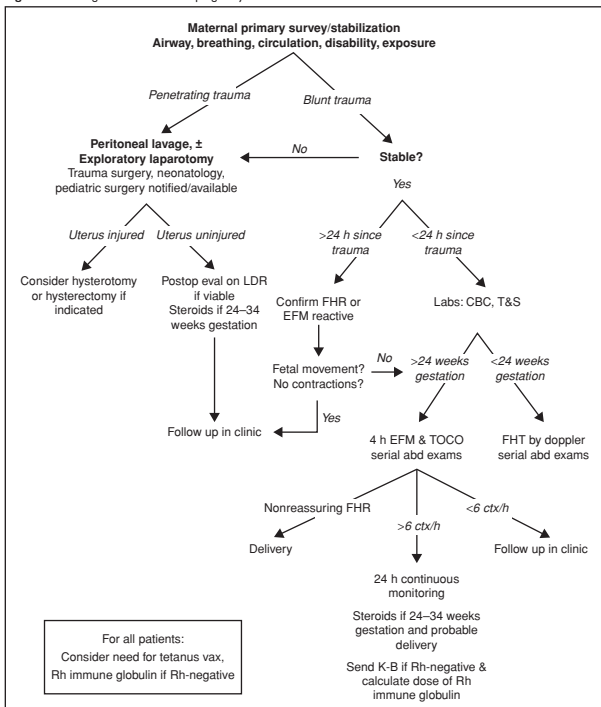 Maternal primary survey/stabilization
Airway, breathing, circulation, disability, exposure
Penetrating trauma
Blunt trauma
Peritoneal lavage, ±
Exploratory laparotomy
Trauma surgery, neonatology,
pediatric surgery notified/available
No
Stable?
Yes
Uterus injured
Uterus uninjured
>24 h since
trauma
<24 h since
trauma
Consider hysterotomy
or hysterectomy if
indicated
Postop eval on LDR
if viable
Steroids if 24–34
weeks gestation
Confirm FHR or
EFM reactive
Labs: CBC, T&S
Fetal movement?
No contractions?
No
>24 weeks
gestation
<24 weeks
gestation
Yes
Follow up in clinic
4 h EFM & TOCO
serial abd exams
FHT by doppler
serial abd exams
Nonreassuring FHR
>6 ctx/h
<6 ctx/h
Delivery
24 h continuous
monitoring
Follow up in clinic
Steroids if 24–34 weeks
gestation and probable
delivery
Send K-B if Rh-negative &
calculate dose of Rh
immune globulin
For all patients:
Consider need for tetanus vax,
Rh immune globulin if Rh-negative